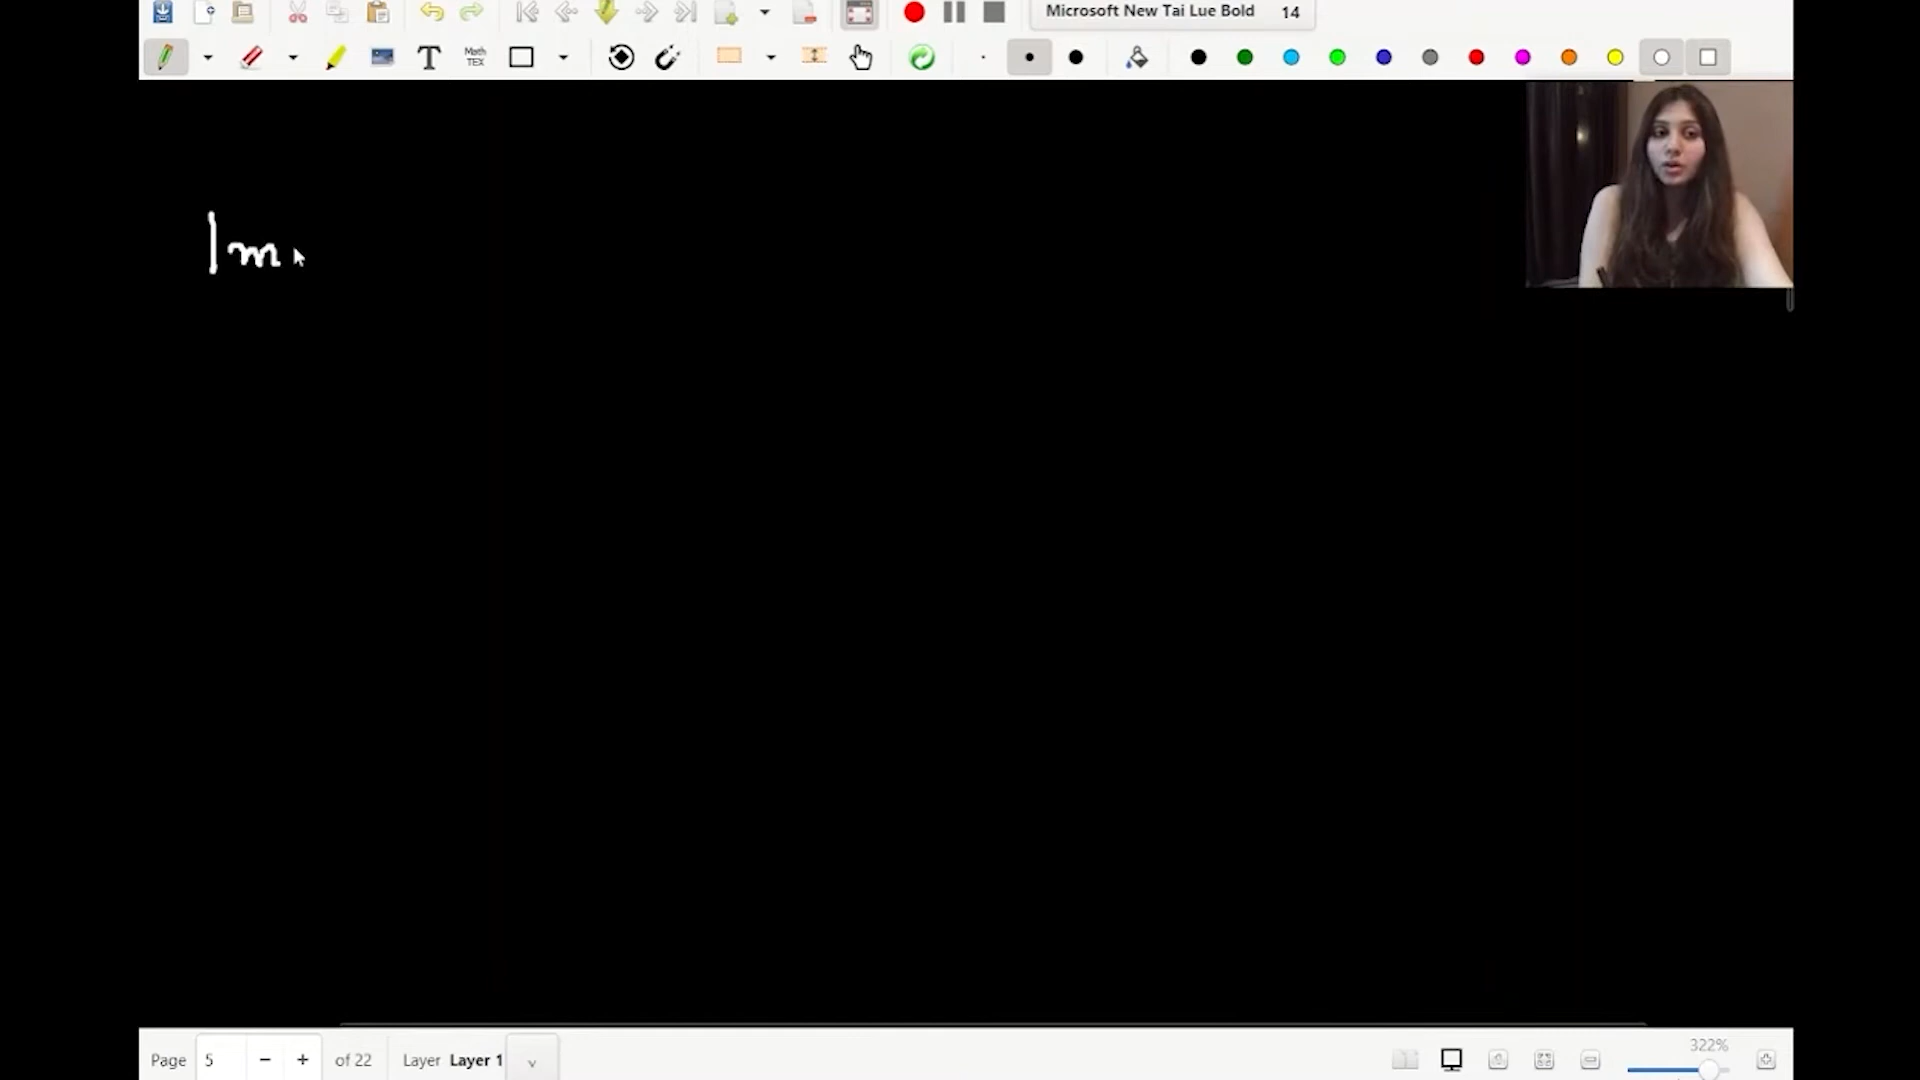 Microsoft New Tai Lue Bold 14
T Math TEX
Im
Page 5 of 22 Layer Layer 1 322%